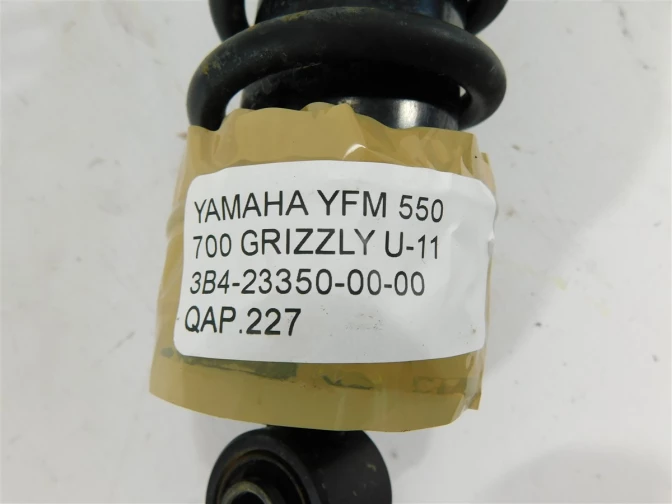 YAMAHA YFM 550
700 GRIZZLY U-11
3B4-23350-00-00
QAP.227